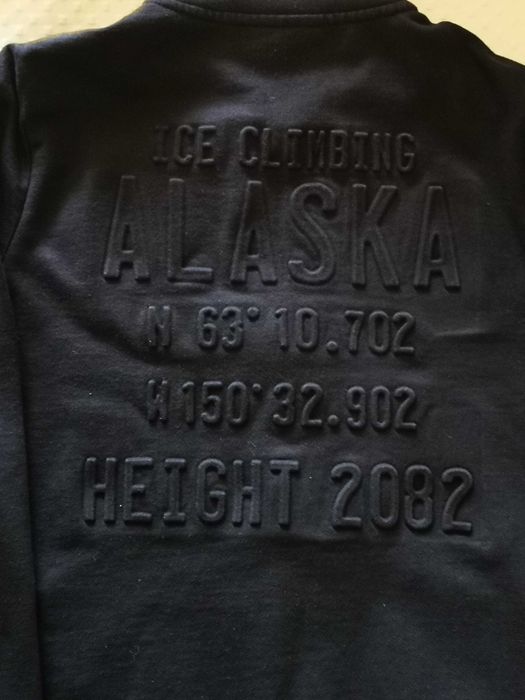 ICE CLIMBING
ALASKA
N 63° 10.702
W 150° 32.902
HEIGHT 2082